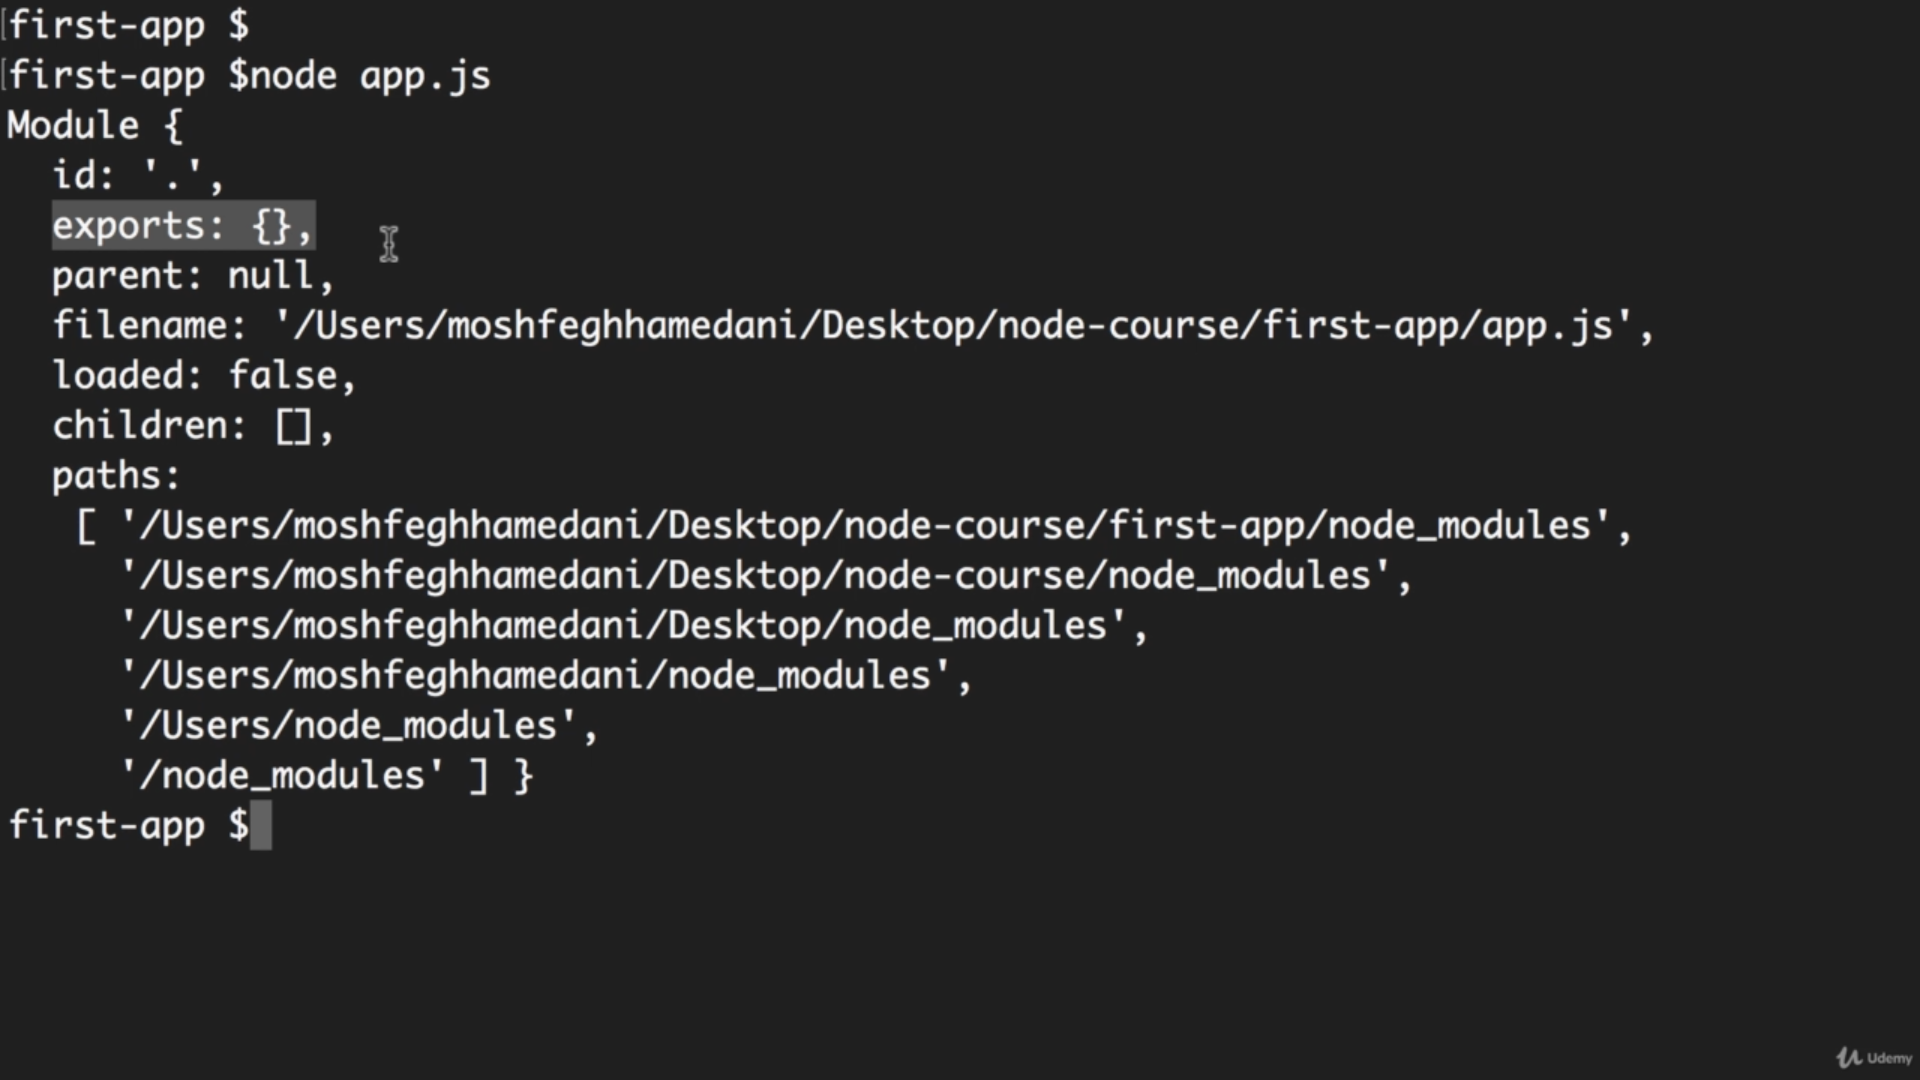 [first-app $
[first-app $node app.js
Module {
  id: '.',
  exports: {},
  parent: null,
  filename: '/Users/moshfeghhamedani/Desktop/node-course/first-app/app.js',
  loaded: false,
  children: [],
  paths:
   [ '/Users/moshfeghhamedani/Desktop/node-course/first-app/node_modules',
     '/Users/moshfeghhamedani/Desktop/node-course/node_modules',
     '/Users/moshfeghhamedani/Desktop/node_modules',
     '/Users/moshfeghhamedani/node_modules',
     '/Users/node_modules',
     '/node_modules' ] }
first-app $
Udemy